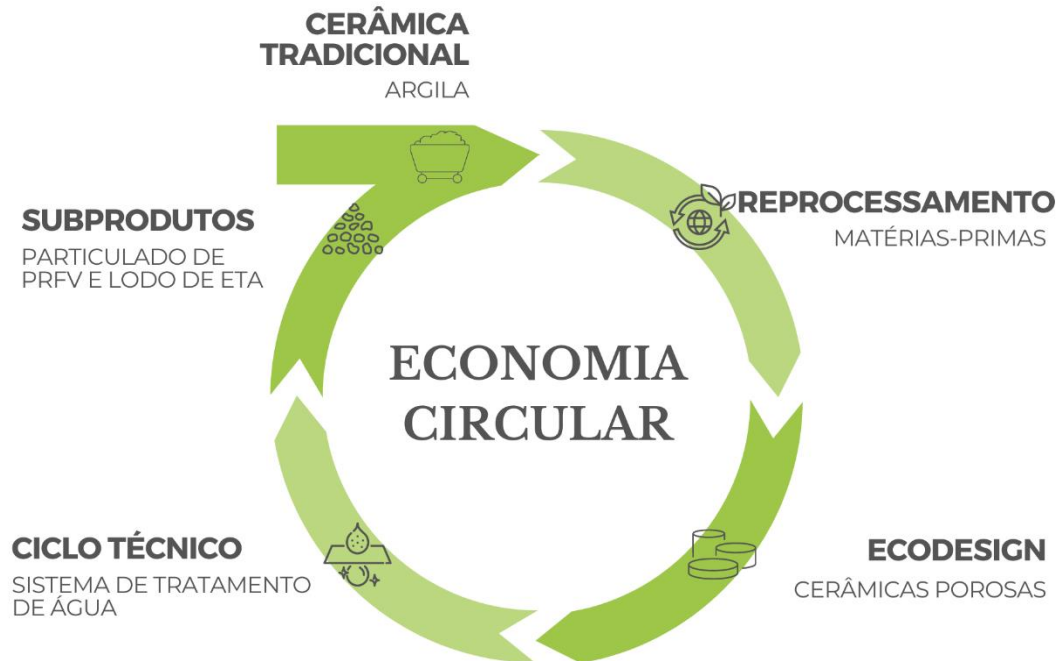 CERÂMICA
TRADICIONAL
ARGILA
SUBPRODUTOS
PARTICULADO DE
PRFV E LODO DE ETA
REPROCESSAMENTO
MATÉRIAS-PRIMAS
ECONOMIA
CIRCULAR
CICLO TÉCNICO
SISTEMA DE TRATAMENTO
DE ÁGUA
ECODESIGN
CERÂMICAS POROSAS